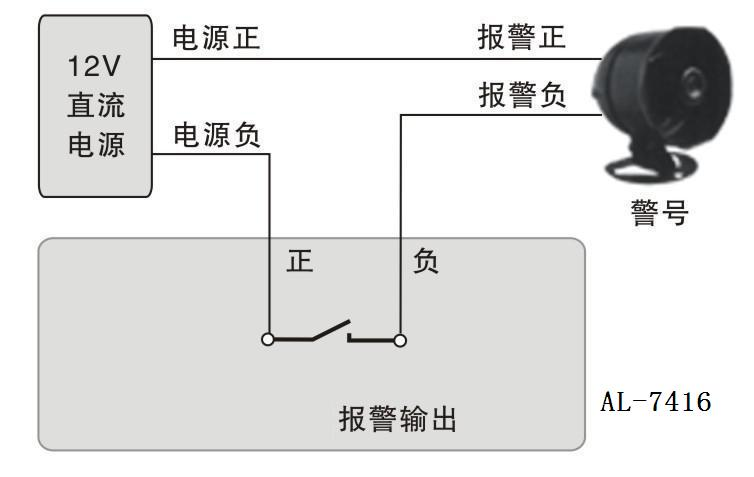 电源正
报警正
12V
直流
电源
报警负
电源负
警号
正
负
AL-7416
报警输出